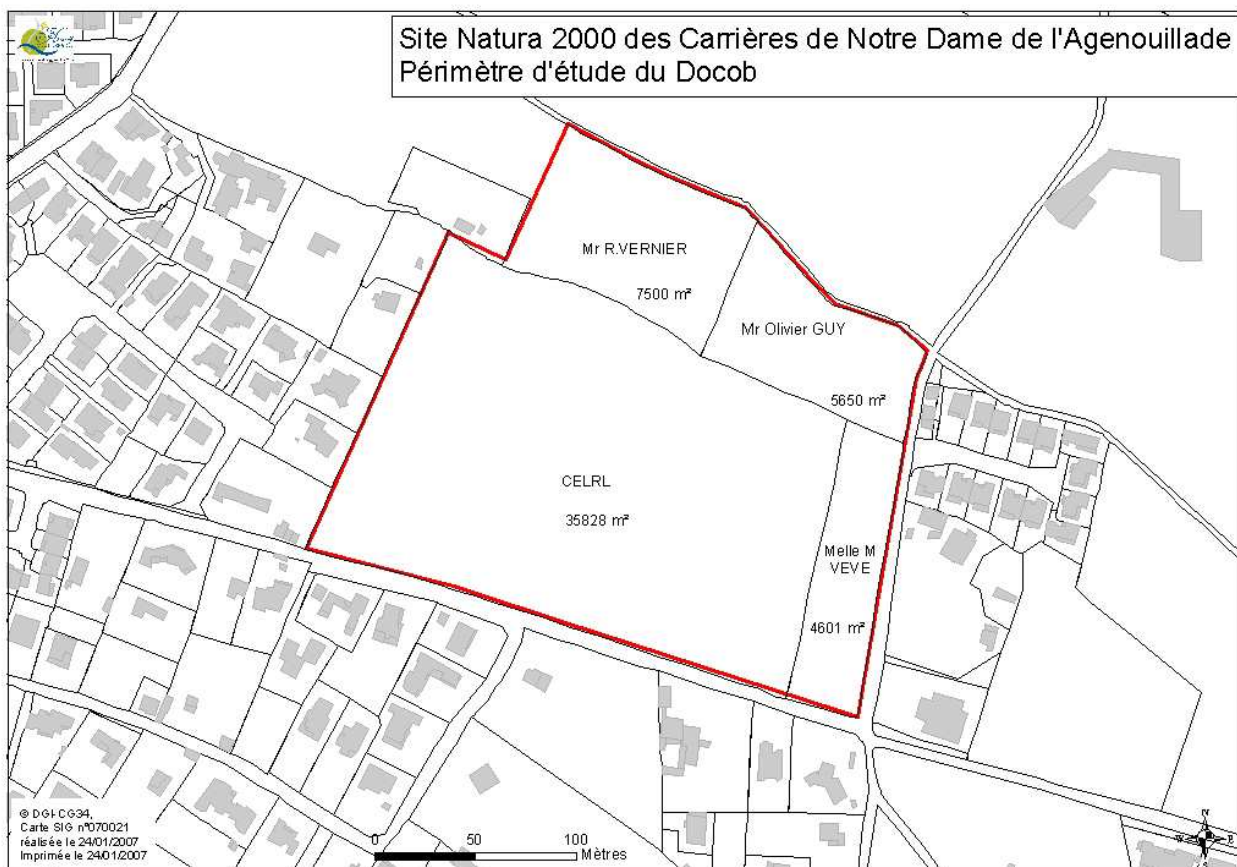 Site Natura 2000 des Carrières de Notre Dame de l'Agenouillade
Périmètre d'étude du Docob
Mr R.VERNIER
7500 m²
Mr Olivier GUY
5650 m²
CELRL
35828 m²
Melle M
VEVE
4601 m²
© DGI-CG34,
Carte SIG n°070021
réalisée le 24/01/2007
Imprimée le 24/01/2007
0 50 100
Mètres
N
W E
S